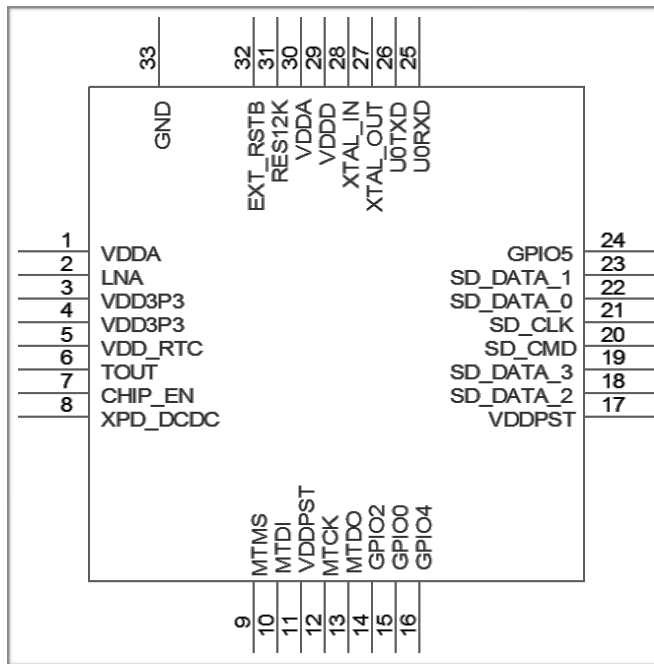 33 32 31 30 29 28 27 26 25
GND EXT_RSTB RES12K VDDA VDDD XTAL_IN XTAL_OUT U0TXD U0RXD
1 VDDA
2 LNA
3 VDD3P3
4 VDD3P3
5 VDD_RTC
6 TOUT
7 CHIP_EN
8 XPD_DCDC
GPIO5 24
SD_DATA_1 23
SD_DATA_0 22
SD_CLK 21
SD_CMD 20
SD_DATA_3 19
SD_DATA_2 18
VDDPST 17
MTMS MTDI VDDPST MTCK MTDO GPIO2 GPIO0 GPIO4
9 10 11 12 13 14 15 16